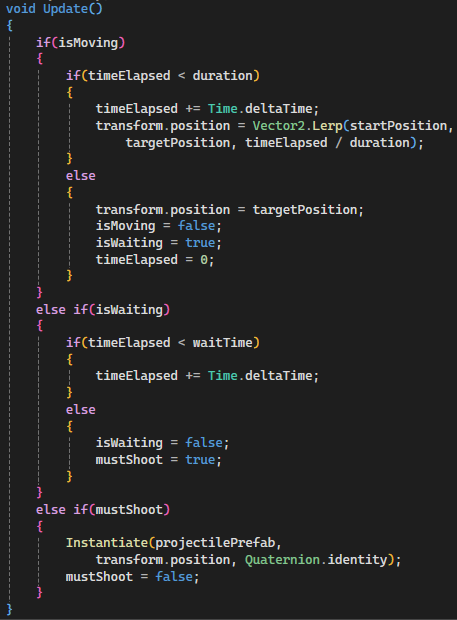 void Update()
{
    if(isMoving)
    {
        if(timeElapsed < duration)
        {
            timeElapsed += Time.deltaTime;
            transform.position = Vector2.Lerp(startPosition,
                targetPosition, timeElapsed / duration);
        }
        else
        {
            transform.position = targetPosition;
            isMoving = false;
            isWaiting = true;
            timeElapsed = 0;
        }
    }
    else if(isWaiting)
    {
        if(timeElapsed < waitTime)
        {
            timeElapsed += Time.deltaTime;
        }
        else
        {
            isWaiting = false;
            mustShoot = true;
        }
    }
    else if(mustShoot)
    {
        Instantiate(projectilePrefab,
            transform.position, Quaternion.identity);
        mustShoot = false;
    }
}